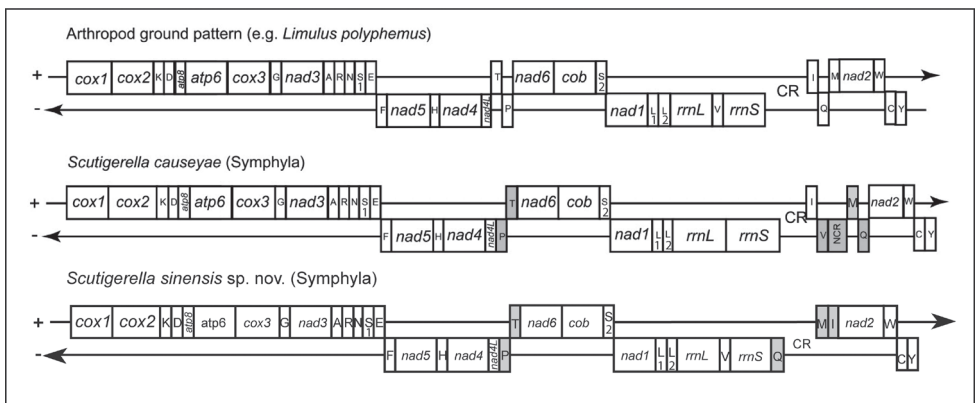 Arthropod ground pattern (e.g. Limulus polyphemus)
+ cox1 cox2 K D atp8 atp6 cox3 G nad3 A R N S1 E T nad6 cob S2 CR I M nad2 W
- F nad5 H nad4 nad4L P nad1 L1 L2 rrnL V rrnS Q C Y
Scutigerella causeyae (Symphyla)
+ cox1 cox2 K D atp8 atp6 cox3 G nad3 A R N S1 E T nad6 cob S2 CR I M nad2 W
- F nad5 H nad4 nad4L P nad1 L1 L2 rrnL rrnS V NCR Q C Y
Scutigerella sinensis sp. nov. (Symphyla)
+ cox1 cox2 K D atp8 atp6 cox3 G nad3 A R N S1 E T nad6 cob S2 M I nad2 W
- F nad5 H nad4 nad4L P nad1 L1 L2 rrnL V rrnS Q CR C Y